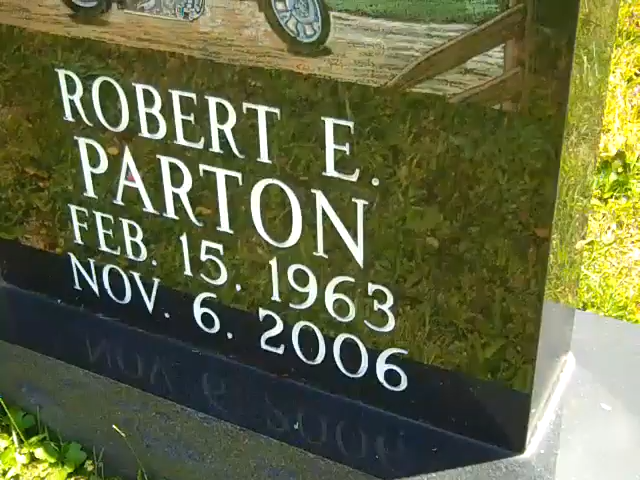 ROBERT E.
PARTON
FEB. 15. 1963
NOV. 6. 2006